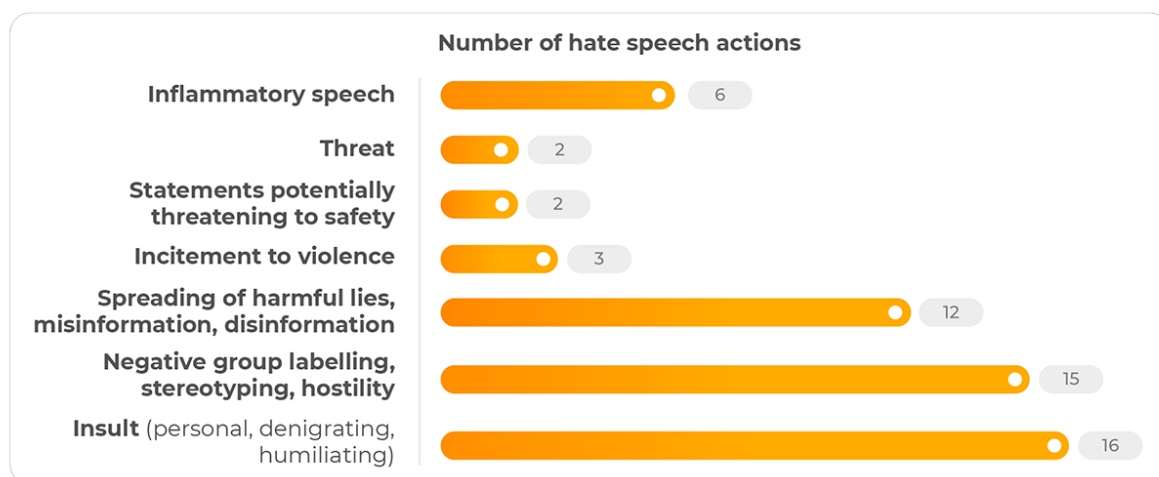 Number of hate speech actions
Inflammatory speech
6
Threat
2
Statements potentially
threatening to safety
2
Incitement to violence
3
Spreading of harmful lies,
misinformation, disinformation
12
Negative group labelling,
stereotyping, hostility
15
Insult (personal, denigrating,
humiliating)
16